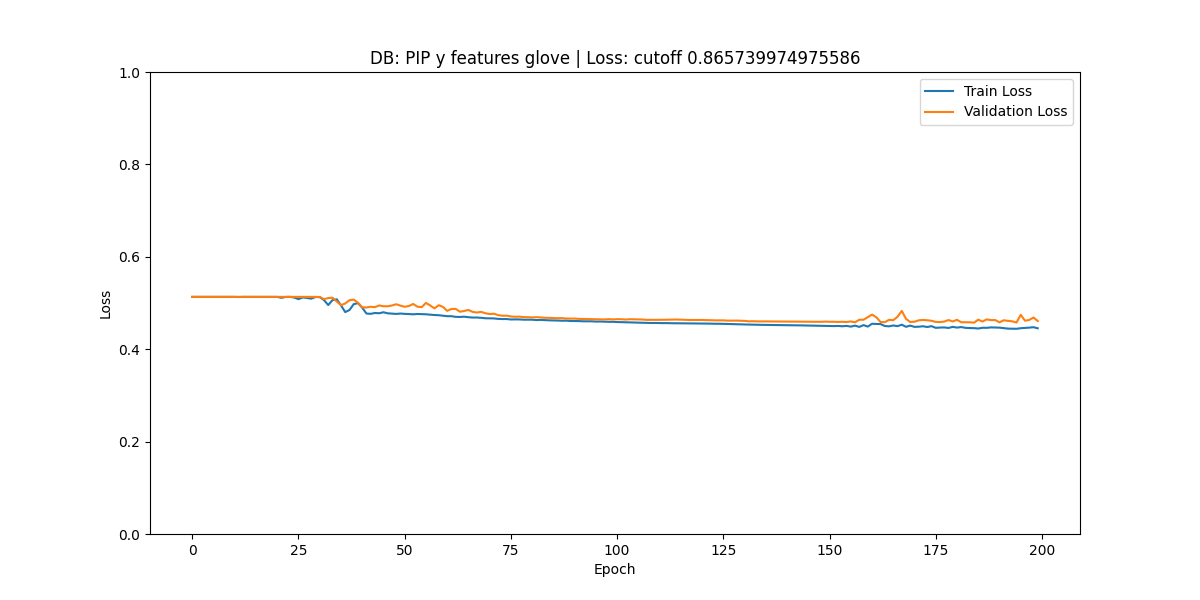 DB: PIP y features glove | Loss: cutoff 0.865739974975586
1.0
0.8
0.6
0.4
0.2
0.0
Loss
Train Loss
Validation Loss
0 25 50 75 100 125 150 175 200
Epoch